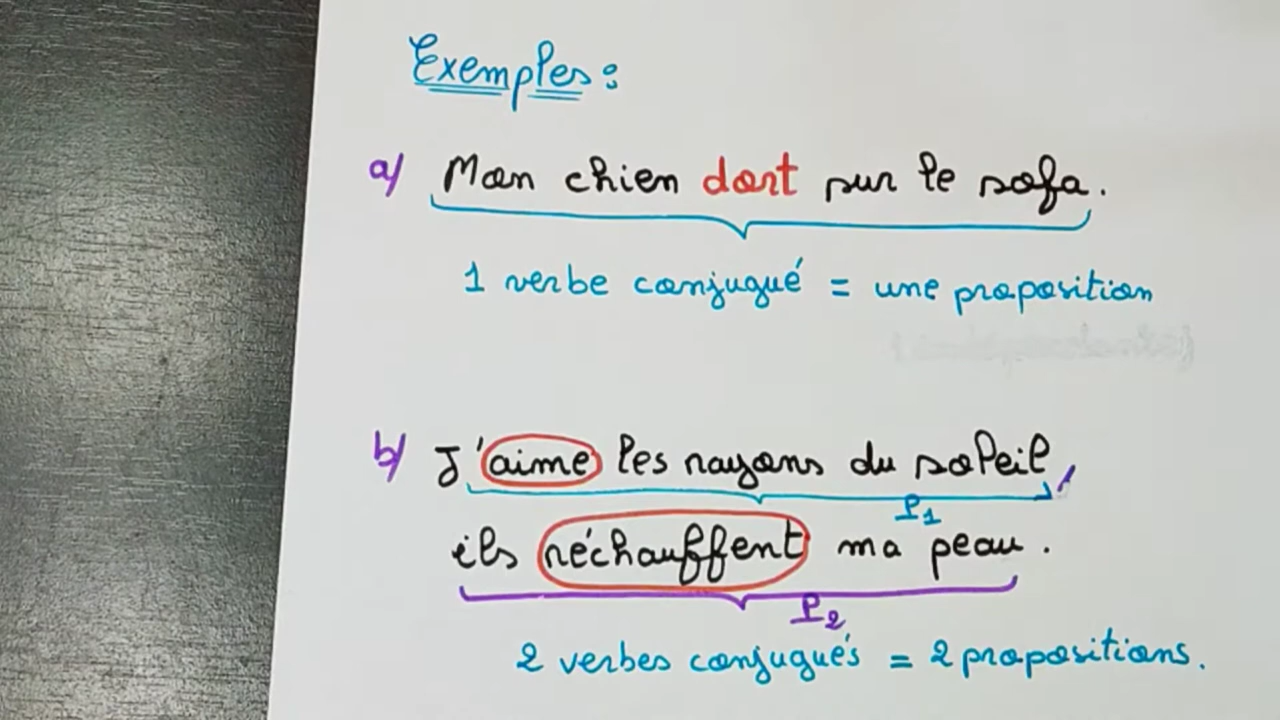 Exemples :
a) Mon chien dort sur le sofa.
1 verbe conjugué = une proposition
b) J'aime les rayons du soleil,
P1
ils réchauffent ma peau.
P2
2 verbes conjugués = 2 propositions.